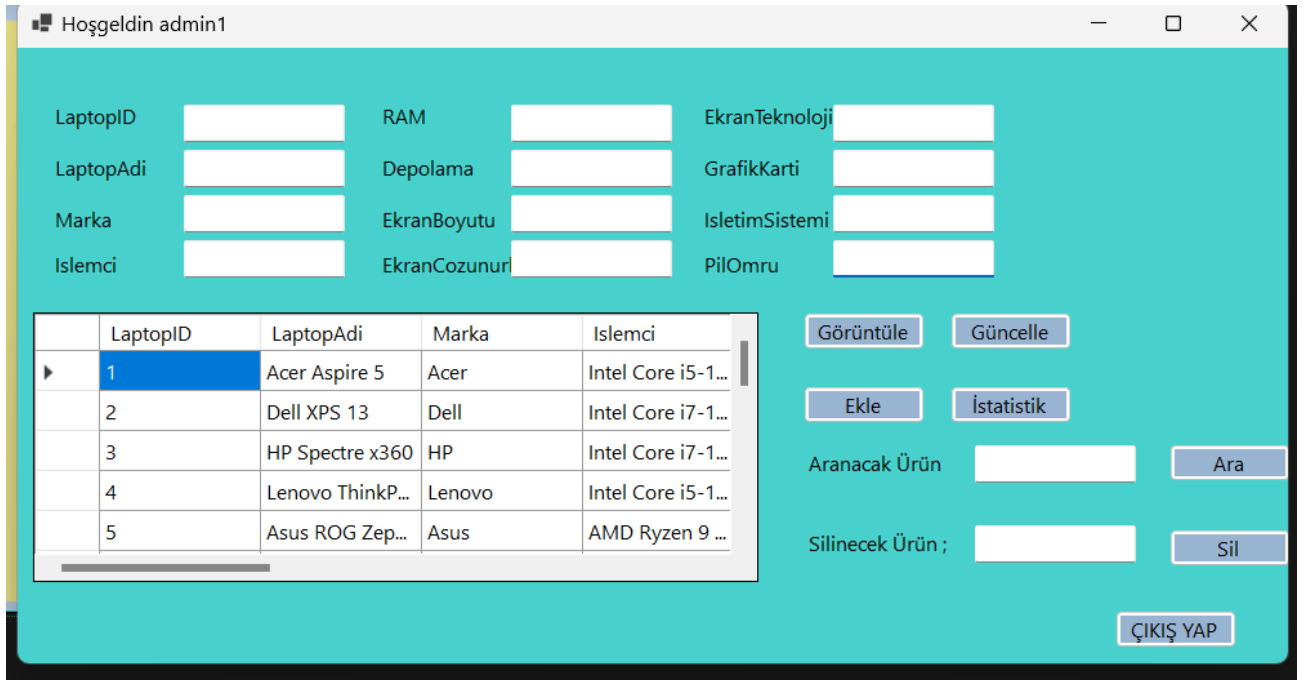 Hoşgeldin admin1
LaptopID RAM EkranTeknoloji
LaptopAdi Depolama GrafikKarti
Marka EkranBoyutu IsletimSistemi
Islemci EkranCozunurl PilOmru
LaptopID LaptopAdi Marka Islemci
1 Acer Aspire 5 Acer Intel Core i5-1...
2 Dell XPS 13 Dell Intel Core i7-1...
3 HP Spectre x360 HP Intel Core i7-1...
4 Lenovo ThinkP... Lenovo Intel Core i5-1...
5 Asus ROG Zep... Asus AMD Ryzen 9 ...
Görüntüle Güncelle
Ekle İstatistik
Aranacak Ürün Ara
Silinecek Ürün ; Sil
ÇIKIŞ YAP